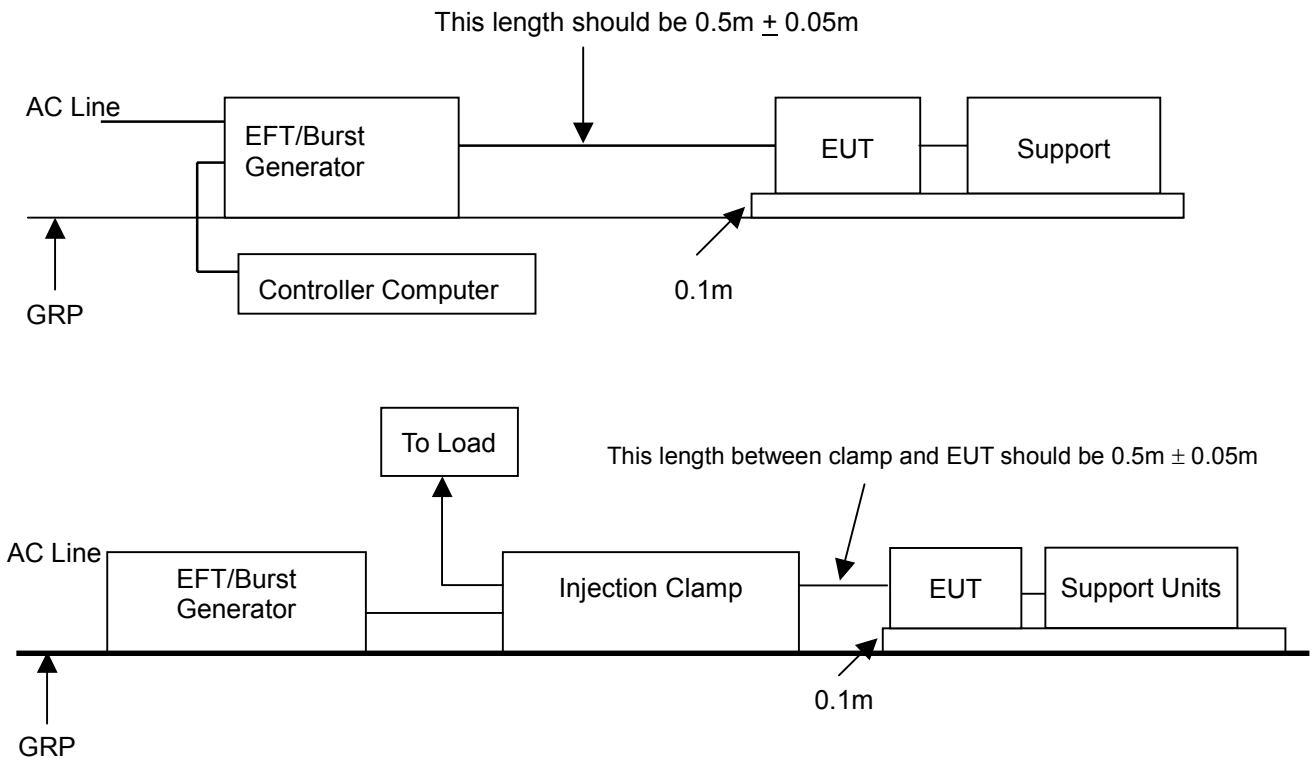 This length should be 0.5m ± 0.05m
AC Line
EFT/Burst
Generator
EUT
Support
Controller Computer
0.1m
GRP
To Load
This length between clamp and EUT should be 0.5m ± 0.05m
AC Line
EFT/Burst
Generator
Injection Clamp
EUT
Support Units
0.1m
GRP